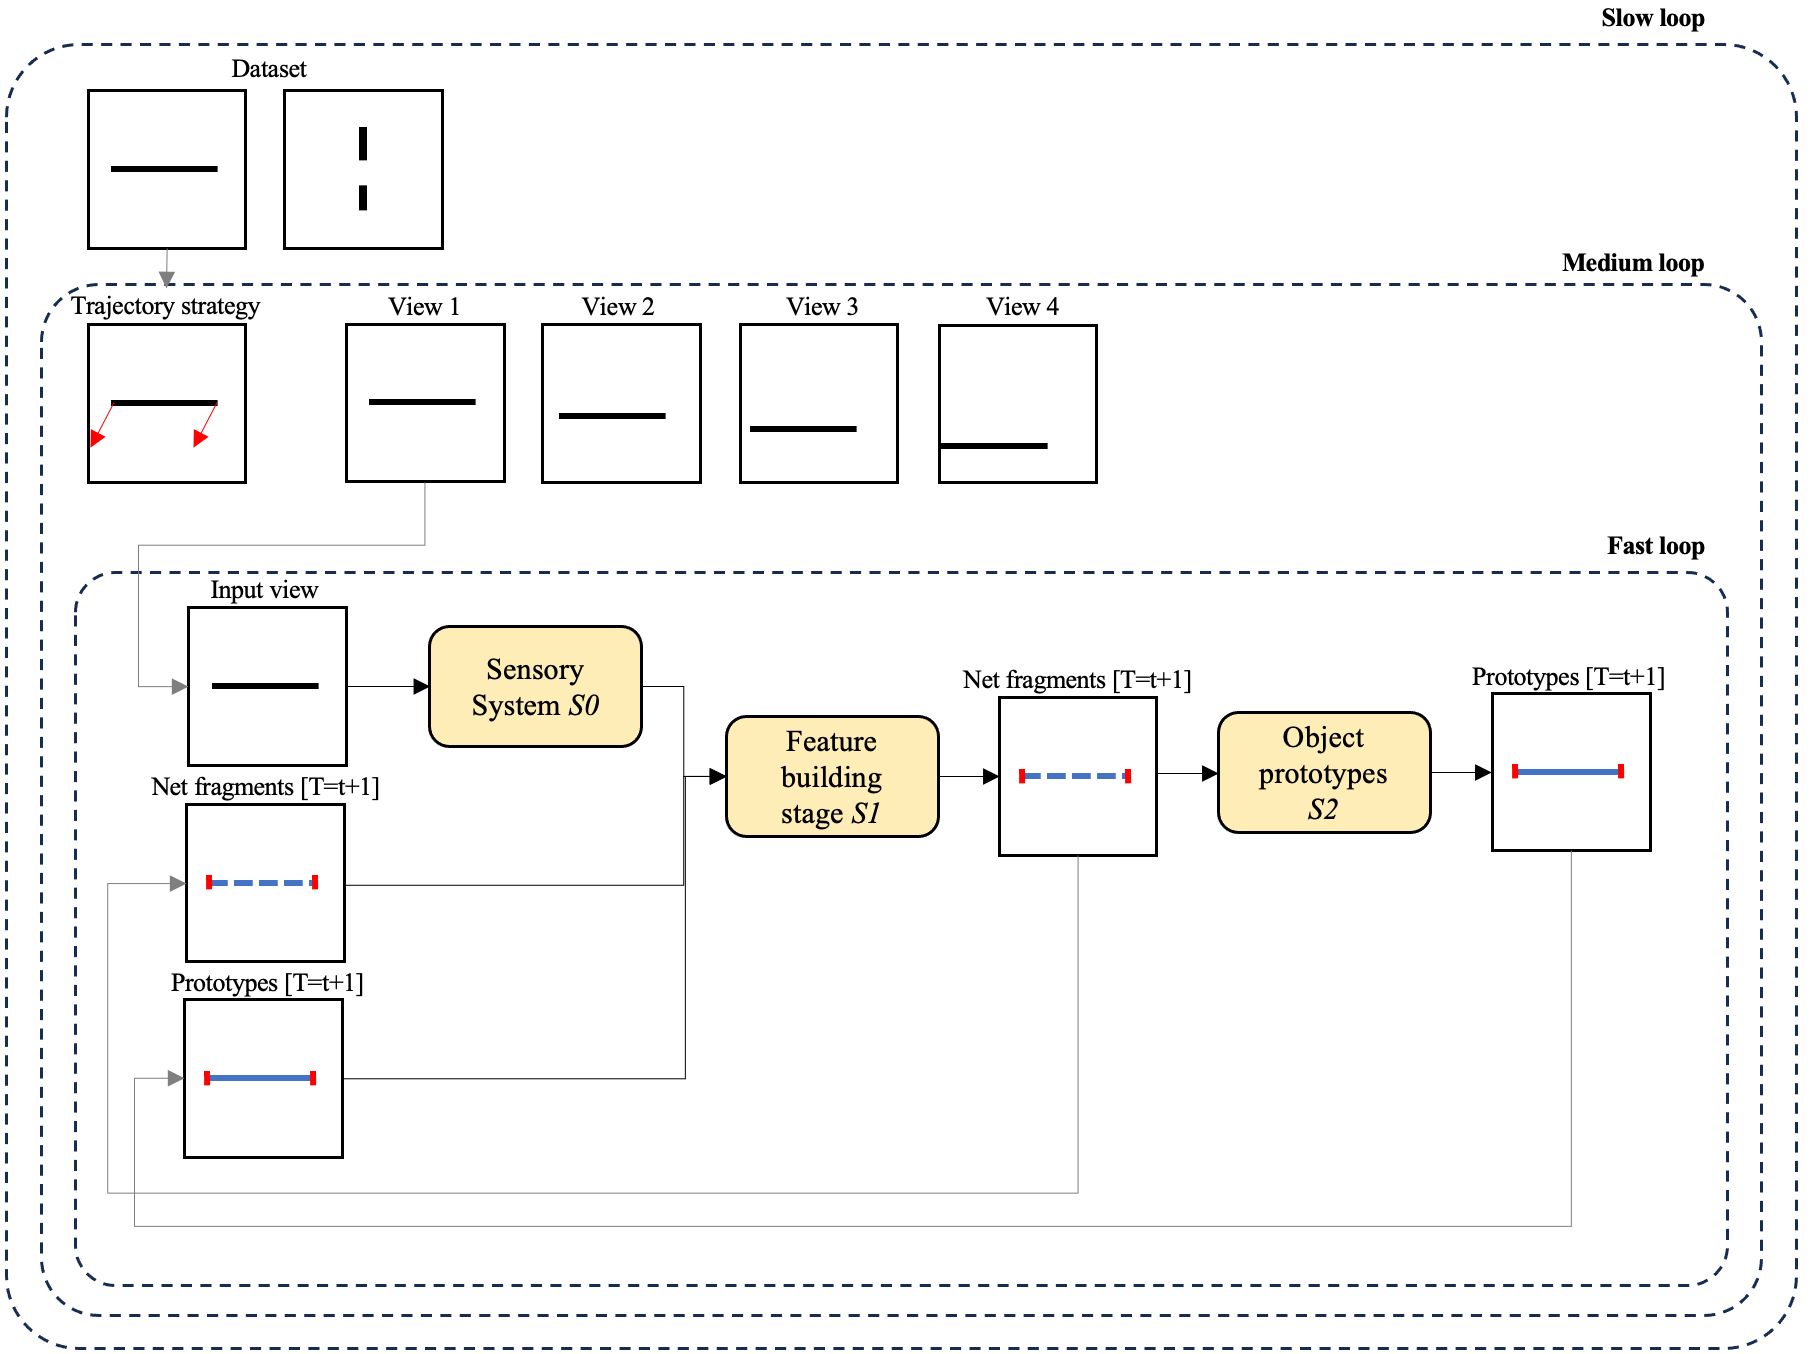 Slow loop
Dataset
Medium loop
Trajectory strategy
View 1
View 2
View 3
View 4
Fast loop
Input view
Sensory
System S0
Net fragments [T=t+1]
Prototypes [T=t+1]
Feature
building
stage S1
Object
prototypes
S2
Net fragments [T=t+1]
Prototypes [T=t+1]